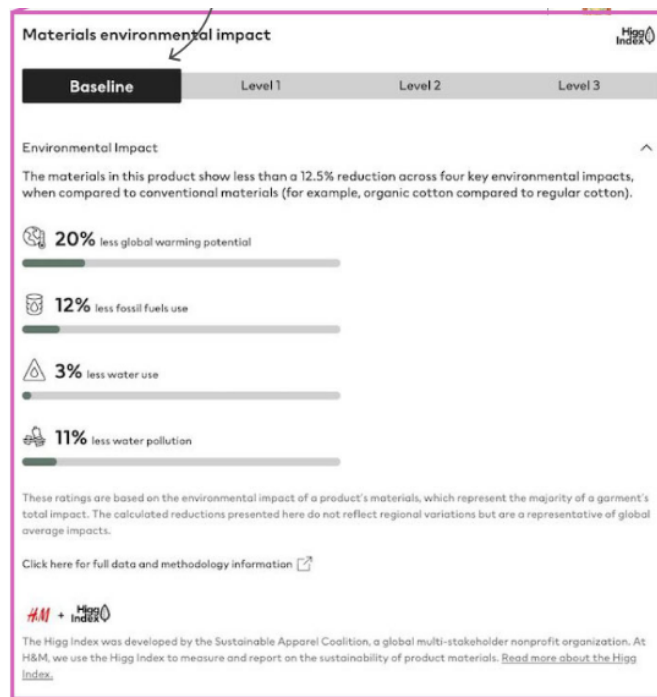 Materials environmental impact
Higg Index
Baseline
Level 1
Level 2
Level 3
Environmental Impact
The materials in this product show less than a 12.5% reduction across four key environmental impacts,
when compared to conventional materials (for example, organic cotton compared to regular cotton).
20% less global warming potential
12% less fossil fuels use
3% less water use
11% less water pollution
These ratings are based on the environmental impact of a product's materials, which represent the majority of a garment's
total impact. The calculated reductions presented here do not reflect regional variations but are a representative of global
average impacts.
Click here for full data and methodology information
H&M + Higg Index
The Higg Index was developed by the Sustainable Apparel Coalition, a global multi-stakeholder nonprofit organization. At
H&M, we use the Higg Index to measure and report on the sustainability of product materials. Read more about the Higg
Index.